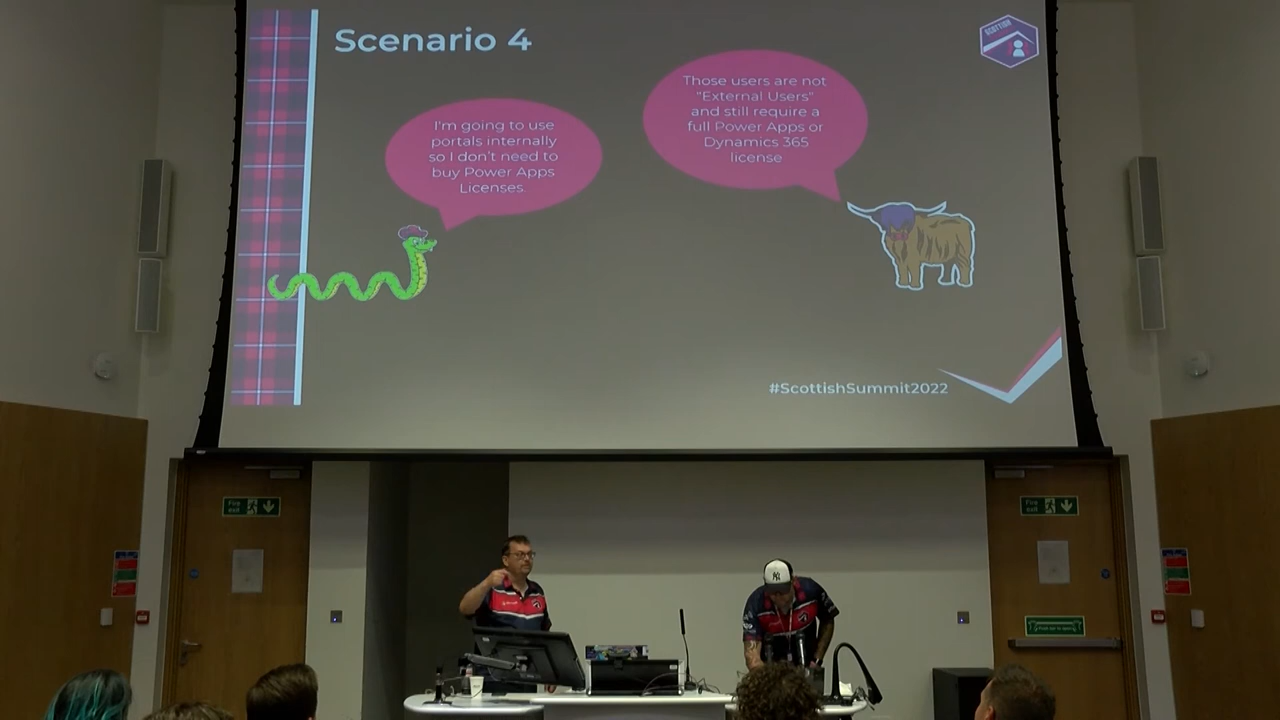 Scenario 4
SCOTTISH
I'm going to use
portals internally
so I don't need to
buy Power Apps
Licenses.
Those users are not
"External Users"
and still require a
full Power Apps or
Dynamics 365
license
#ScottishSummit2022
Fire
exit
Fire
exit